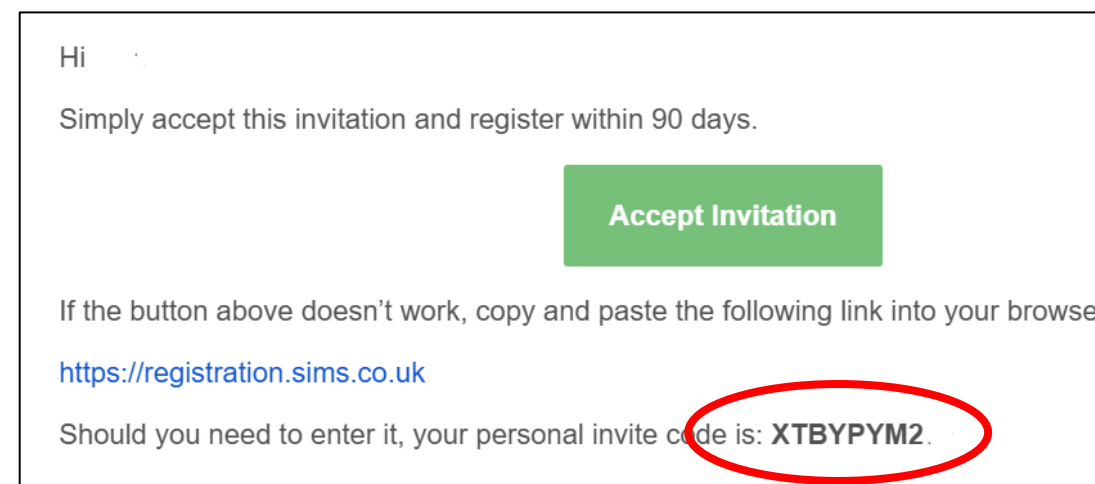 Hi
Simply accept this invitation and register within 90 days.
Accept Invitation
If the button above doesn’t work, copy and paste the following link into your browse
https://registration.sims.co.uk
Should you need to enter it, your personal invite code is: XTBYPYM2.